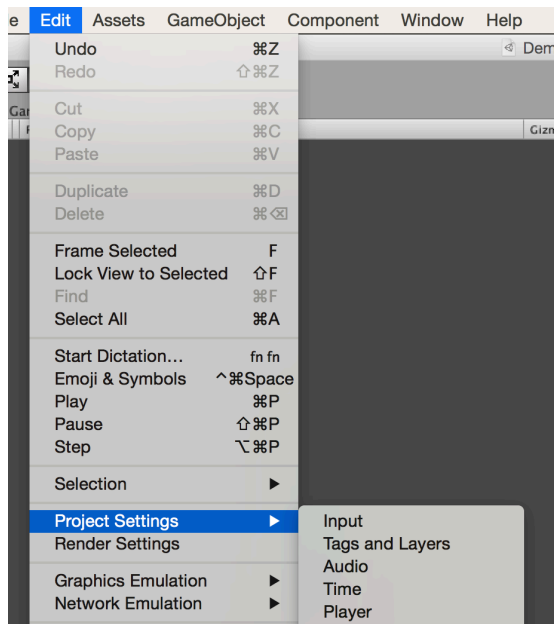 e Edit Assets GameObject Component Window Help
Undo ⌘Z
Dem
Redo ⇧⌘Z
Gar
Cut ⌘X
Copy ⌘C
Gizm
Paste ⌘V
Duplicate ⌘D
Delete ⌘⌫
Frame Selected F
Lock View to Selected ⇧F
Find ⌘F
Select All ⌘A
Start Dictation... fn fn
Emoji & Symbols ^⌘Space
Play ⌘P
Pause ⇧⌘P
Step ⌥⌘P
Selection ▶
Project Settings ▶ Input
Render Settings Tags and Layers
Audio
Graphics Emulation ▶ Time
Network Emulation ▶ Player